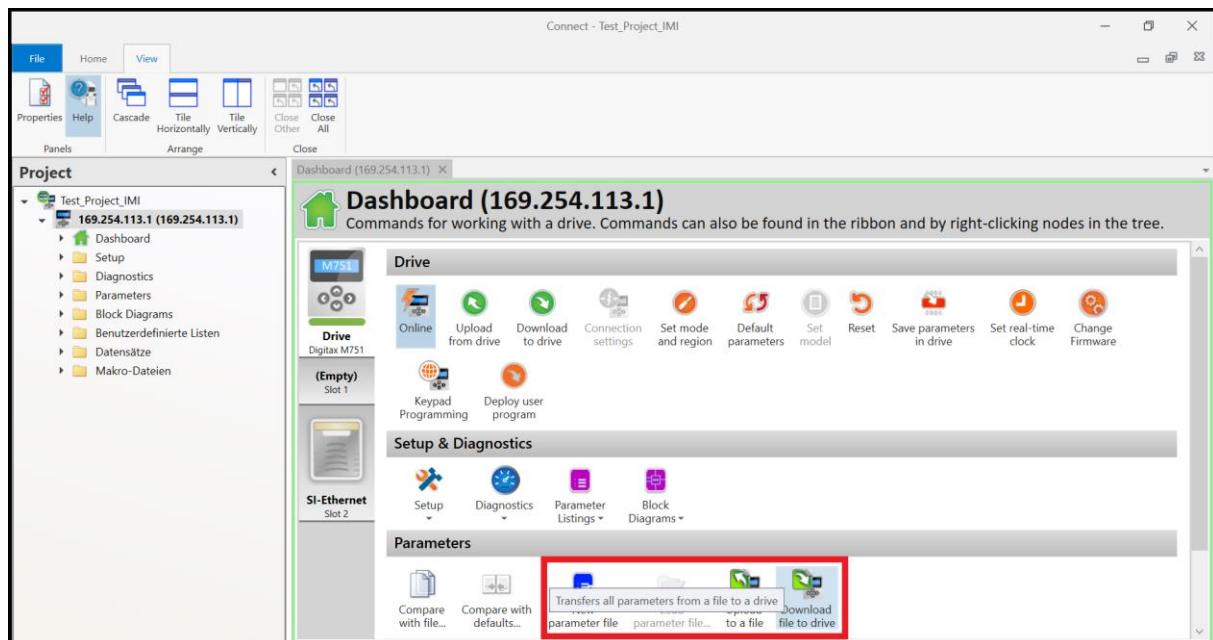 Connect - Test_Project_IMI
File Home View
Properties Help Cascade Tile Horizontally Tile Vertically Close Other Close All
Panels Arrange Close
Project
Test_Project_IMI
169.254.113.1 (169.254.113.1)
Dashboard
Setup
Diagnostics
Parameters
Block Diagrams
Benutzerdefinierte Listen
Datensätze
Makro-Dateien
Dashboard (169.254.113.1)
Dashboard (169.254.113.1)
Commands for working with a drive. Commands can also be found in the ribbon and by right-clicking nodes in the tree.
M751
Drive
Digitax M751
(Empty)
Slot 1
SI-Ethernet
Slot 2
Drive
Online Upload from drive Download to drive Connection settings Set mode and region Default parameters Set model Reset Save parameters in drive Set real-time clock Change Firmware
Keypad Programming Deploy user program
Setup & Diagnostics
Setup Diagnostics Parameter Listings Block Diagrams
Parameters
Transfers all parameters from a file to a drive
Compare with file... Compare with defaults... parameter file parameter file... to a file Download file to drive